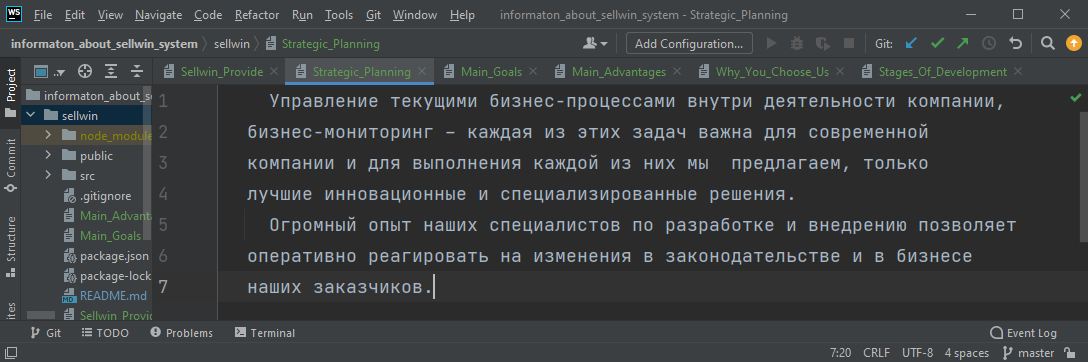 WS File Edit View Navigate Code Refactor Run Tools Git Window Help informaton_about_sellwin_system - Strategic_Planning
informaton_about_sellwin_system sellwin Strategic_Planning Add Configuration... Git:
Project
Commit
Structure
Sellwin_Provide Strategic_Planning Main_Goals Main_Advantages Why_You_Choose_Us Stages_Of_Development
informaton_about_s
sellwin
node_module
public
src
.gitignore
Main_Advanta
Main_Goals
package.json
package-lock
README.md
Sellwin_Provid
1 Управление текущими бизнес-процессами внутри деятельности компании,
2 бизнес-мониторинг – каждая из этих задач важна для современной
3 компании и для выполнения каждой из них мы  предлагаем, только
4 лучшие инновационные и специализированные решения.
5 Огромный опыт наших специалистов по разработке и внедрению позволяет
6 оперативно реагировать на изменения в законодательстве и в бизнесе
7 наших заказчиков.
Git TODO Problems Terminal Event Log
7:20 CRLF UTF-8 4 spaces master